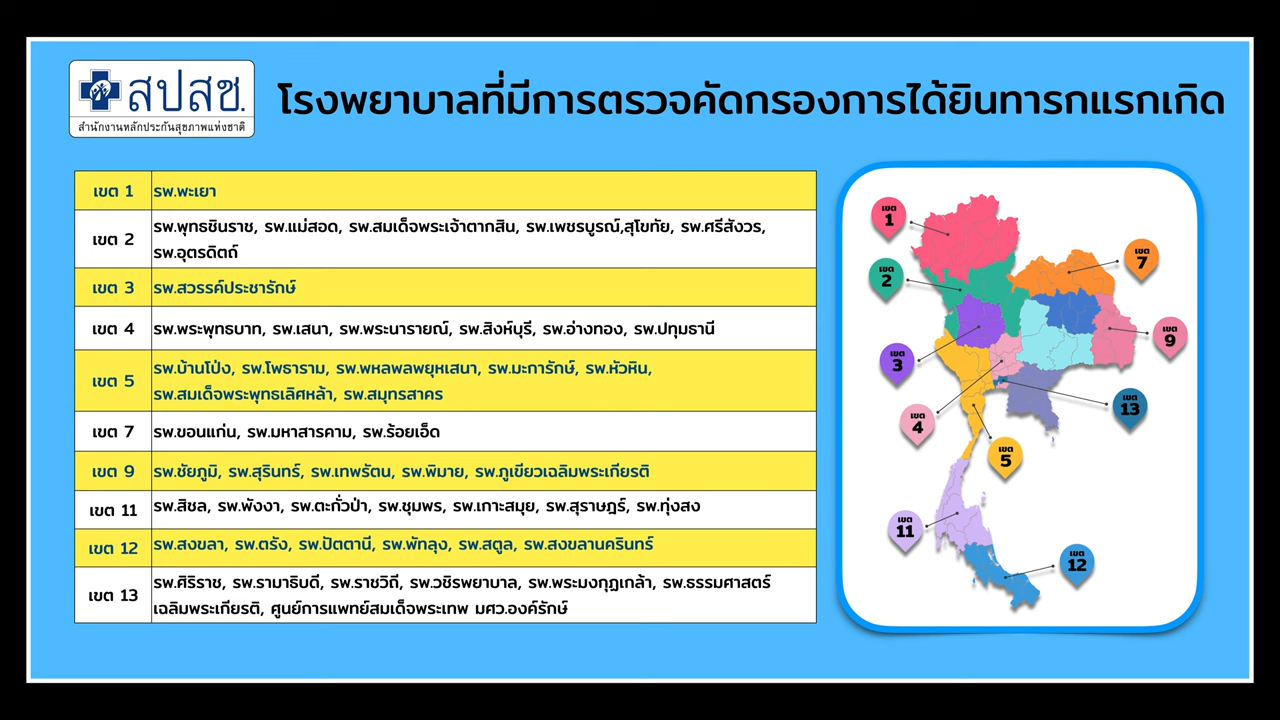 สปสช.
สำนักงานหลักประกันสุขภาพแห่งชาติ
โรงพยาบาลที่มีการตรวจคัดกรองการได้ยินทารกแรกเกิด
เขต 1 รพ.พะเยา
เขต 2 รพ.พุทธชินราช, รพ.แม่สอด, รพ.สมเด็จพระเจ้าตากสิน, รพ.เพชรบูรณ์,สุโขทัย, รพ.ศรีสังวร,
รพ.อุตรดิตถ์
เขต 3 รพ.สวรรค์ประชารักษ์
เขต 4 รพ.พระพุทธบาท, รพ.เสนา, รพ.พระนารายณ์, รพ.สิงห์บุรี, รพ.อ่างทอง, รพ.ปทุมธานี
เขต 5 รพ.บ้านโป่ง, รพ.โพธาราม, รพ.พหลพลพยุหเสนา, รพ.มะการักษ์, รพ.หัวหิน,
รพ.สมเด็จพระพุทธเลิศหล้า, รพ.สมุทรสาคร
เขต 7 รพ.ขอนแก่น, รพ.มหาสารคาม, รพ.ร้อยเอ็ด
เขต 9 รพ.ชัยภูมิ, รพ.สุรินทร์, รพ.เทพรัตน, รพ.พิมาย, รพ.ภูเขียวเฉลิมพระเกียรติ
เขต 11 รพ.สิชล, รพ.พังงา, รพ.ตะกั่วป่า, รพ.ชุมพร, รพ.เกาะสมุย, รพ.สุราษฎร์, รพ.ทุ่งสง
เขต 12 รพ.สงขลา, รพ.ตรัง, รพ.ปัตตานี, รพ.พัทลุง, รพ.สตูล, รพ.สงขลานครินทร์
เขต 13 รพ.ศิริราช, รพ.รามาธิบดี, รพ.ราชวิถี, รพ.วชิรพยาบาล, รพ.พระมงกุฎเกล้า, รพ.ธรรมศาสตร์
เฉลิมพระเกียรติ, ศูนย์การแพทย์สมเด็จพระเทพ มศว.องค์รักษ์
เขต
1
เขต
2
เขต
7
เขต
9
เขต
3
เขต
13
เขต
4
เขต
5
เขต
11
เขต
12